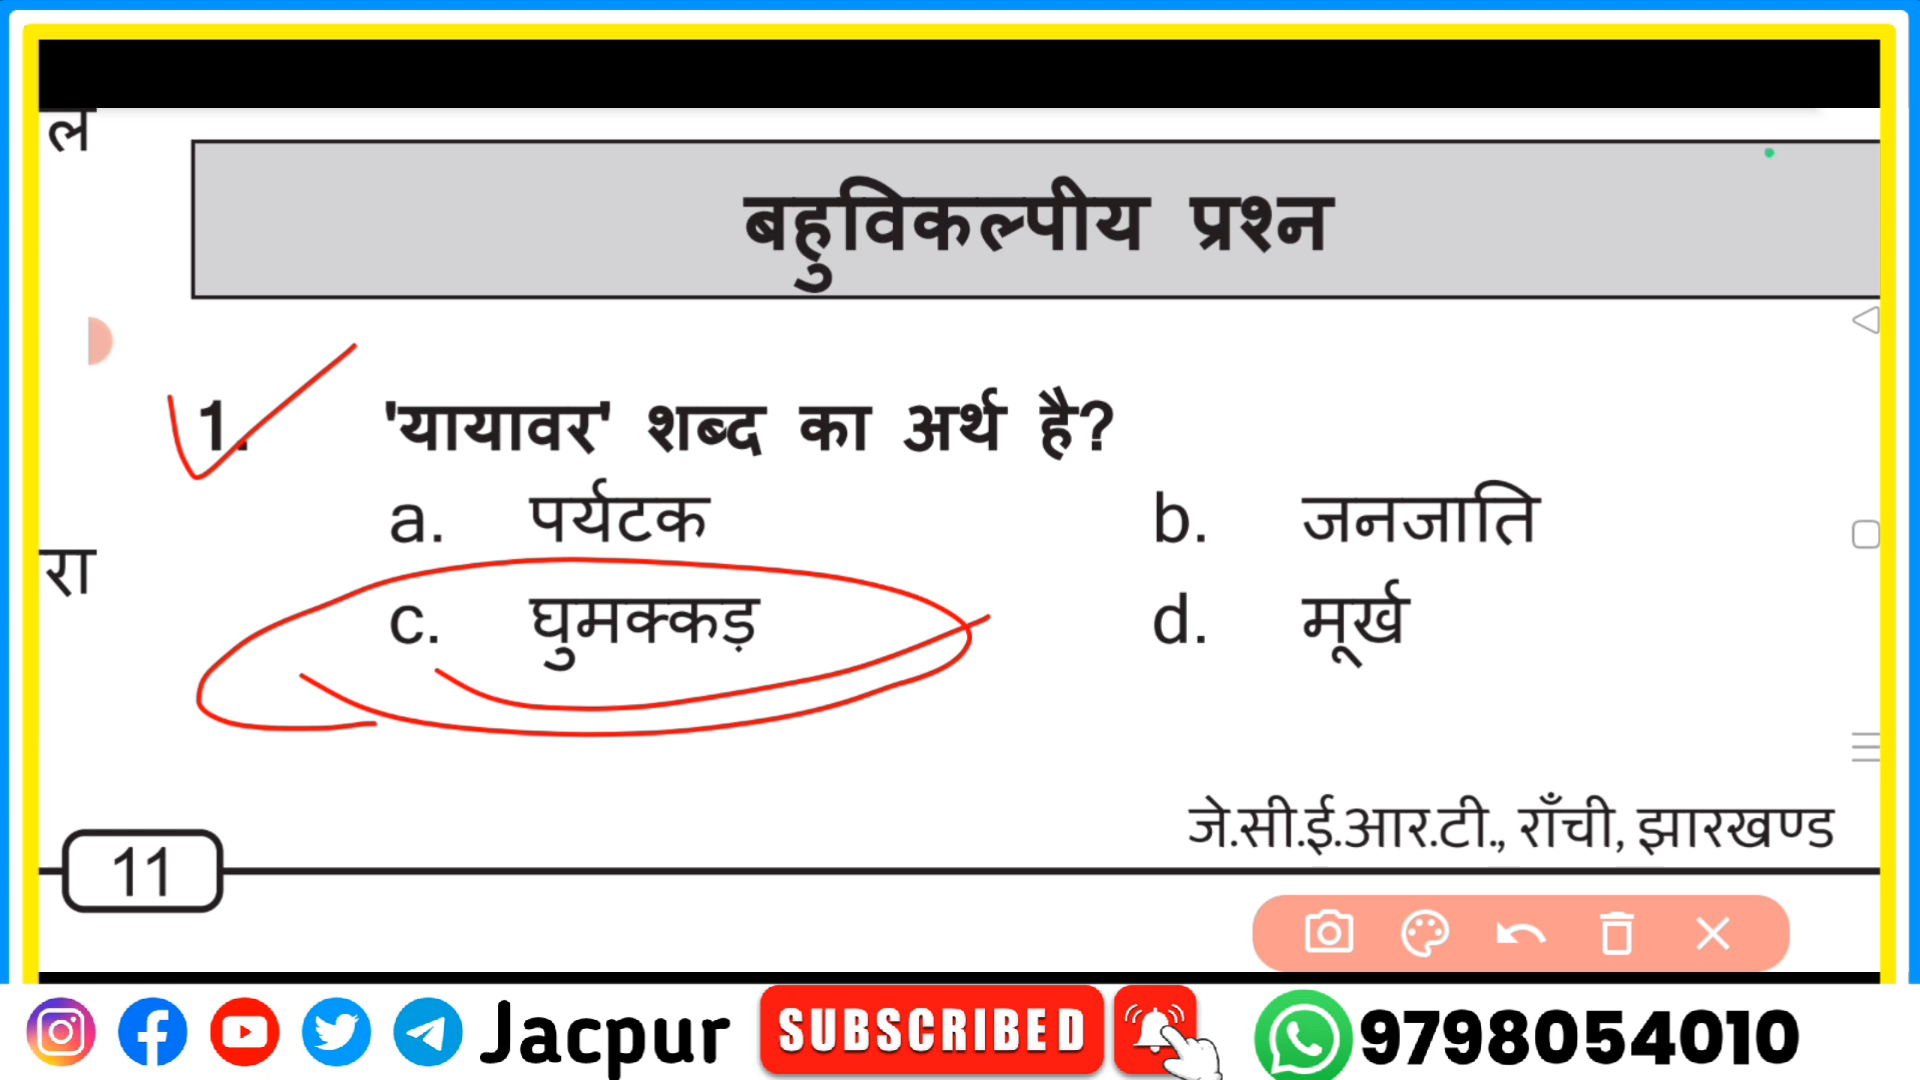 ल
बहुविकल्पीय प्रश्न
1. 'यायावर' शब्द का अर्थ है?
a. पर्यटक b. जनजाति
रा
c. घुमक्कड़ d. मूर्ख
जे.सी.ई.आर.टी., राँची, झारखण्ड
11
Jacpur SUBSCRIBED 9798054010